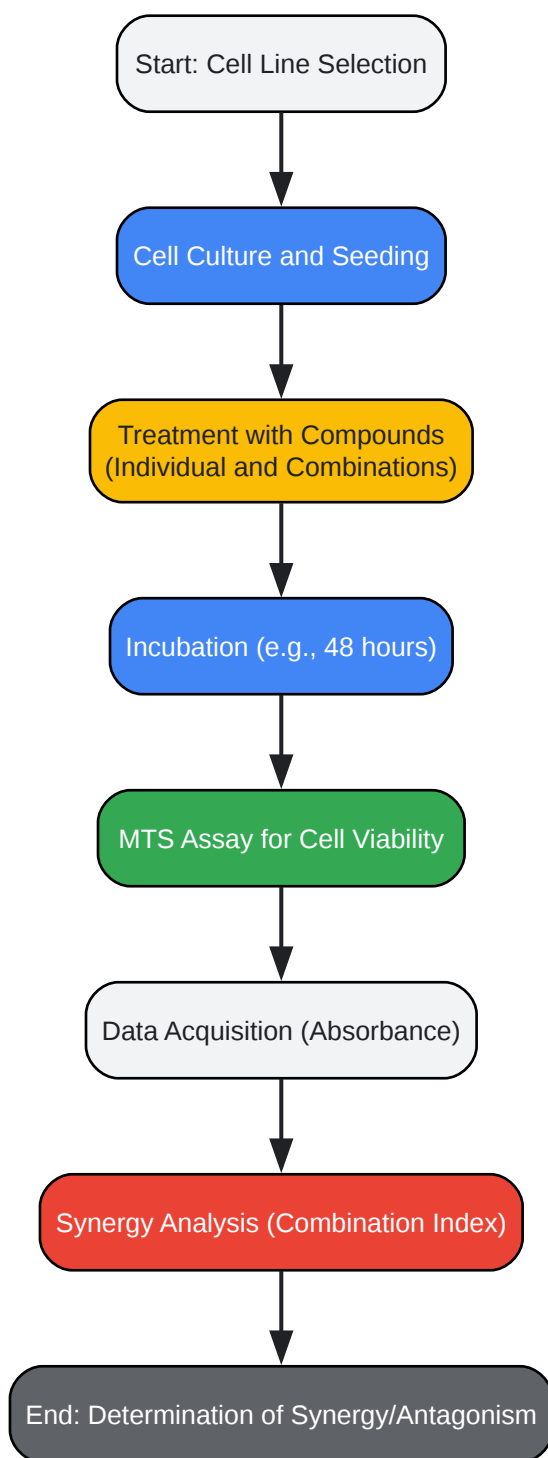 Start: Cell Line Selection
Cell Culture and Seeding
Treatment with Compounds
(Individual and Combinations)
Incubation (e.g., 48 hours)
MTS Assay for Cell Viability
Data Acquisition (Absorbance)
Synergy Analysis (Combination Index)
End: Determination of Synergy/Antagonism